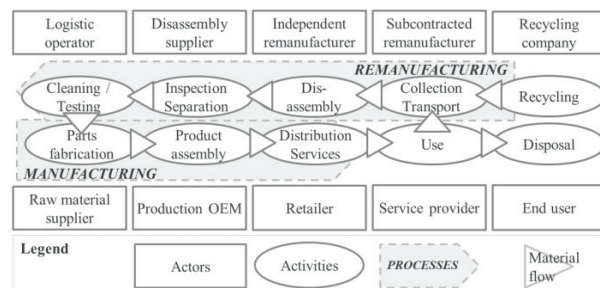 Logistic operator
Disassembly supplier
Independent remanufacturer
Subcontracted remanufacturer
Recycling company
REMANUFACTURING
Cleaning / Testing
Inspection Separation
Dis-assembly
Collection Transport
Recycling
Parts fabrication
Product assembly
Distribution Services
Use
Disposal
MANUFACTURING
Raw material supplier
Production OEM
Retailer
Service provider
End user
Legend
Actors
Activities
PROCESSES
Material flow